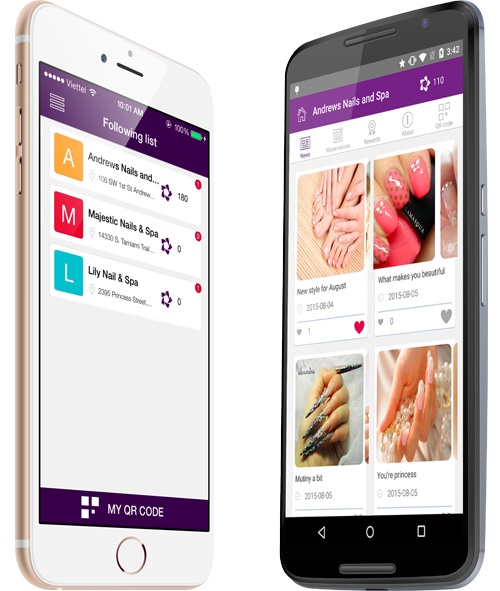 Viettel
10:01 AM
100%
Following list
A
Andrews Nails and...
106 SW 1st St Andrew...
180
1
M
Majestic Nails & Spa
14330 S. Tamiami Trail...
0
0
L
Lily Nail & Spa
2395 Princess Street,...
0
1
MY QR CODE
3:42
Andrews Nails and Spa
110
News
Reservations
Rewards
About
QR code
New style for August
2015-08-04
1
What makes you beautiful
2015-08-05
0
Mutiny a bit
2015-08-05
You're princess
2015-08-05